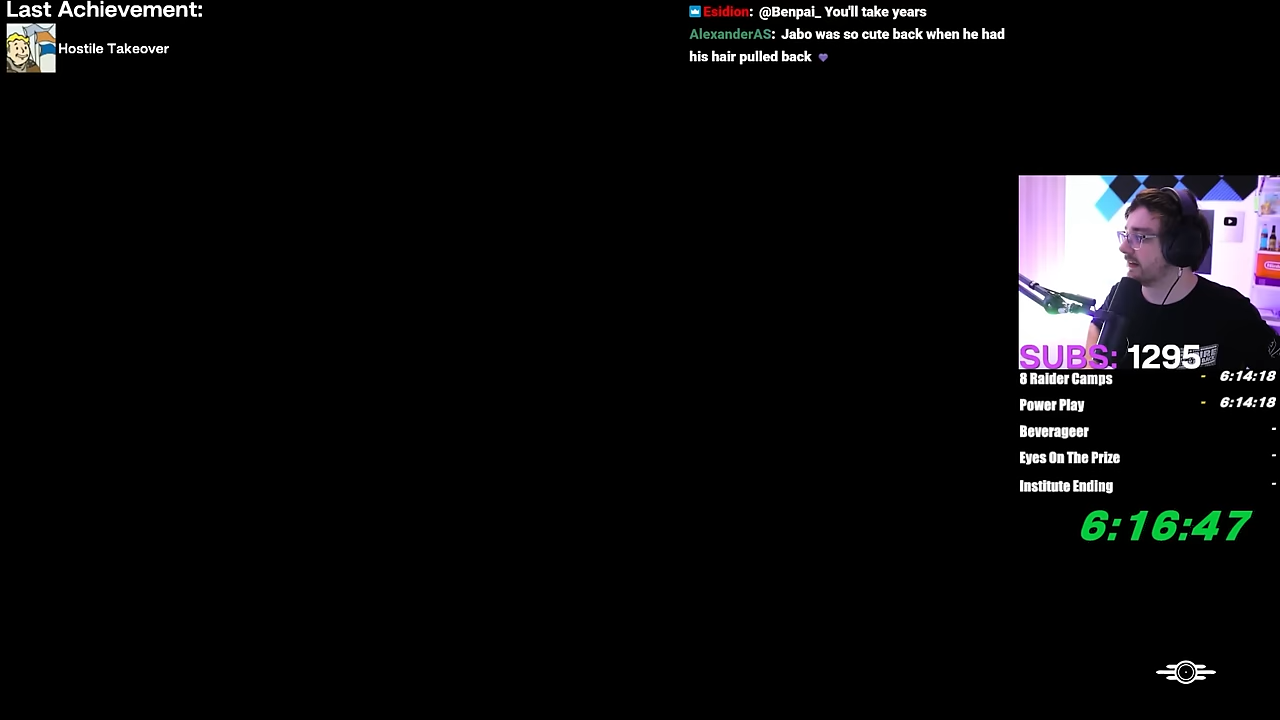 Last Achievement:
Hostile Takeover
Esidion: @Benpai_ You'll take years
AlexanderAS: Jabo was so cute back when he had
his hair pulled back
SUBS: 1295
8 Raider Camps - 6:14:18
Power Play - 6:14:18
Beverageer -
Eyes On The Prize -
Institute Ending -
6:16:47